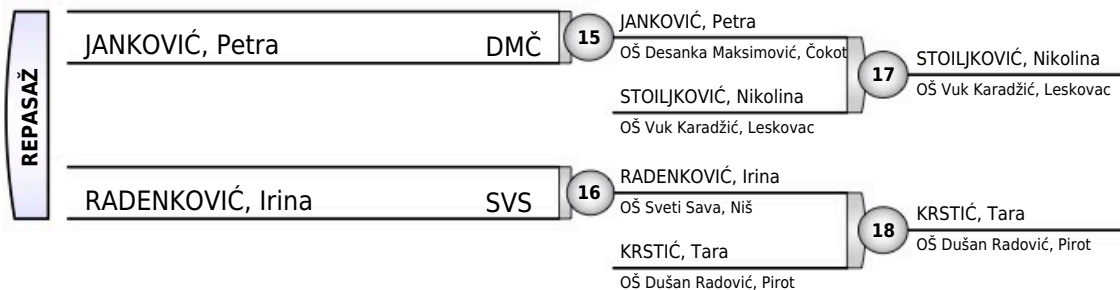 REPASAŽ
JANKOVIĆ, Petra DMČ
15
JANKOVIĆ, Petra
OŠ Desanka Maksimović, Čokot
STOILJKOVIĆ, Nikolina
OŠ Vuk Karadžić, Leskovac
17
STOILJKOVIĆ, Nikolina
OŠ Vuk Karadžić, Leskovac
RADENKOVIĆ, Irina SVS
16
RADENKOVIĆ, Irina
OŠ Sveti Sava, Niš
KRSTIĆ, Tara
OŠ Dušan Radović, Pirot
18
KRSTIĆ, Tara
OŠ Dušan Radović, Pirot